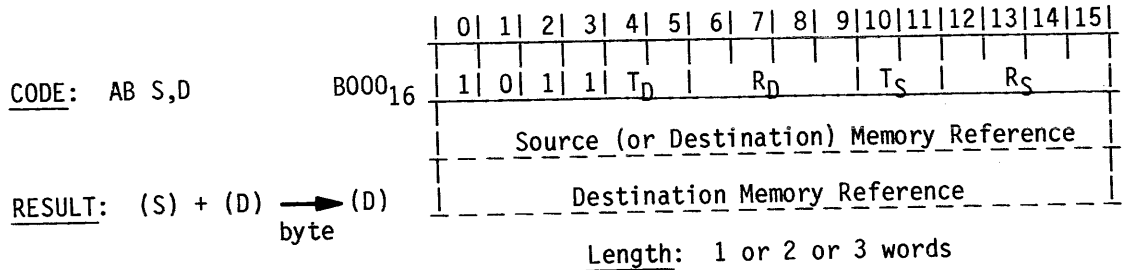 | 0| 1| 2| 3| 4| 5| 6| 7| 8| 9|10|11|12|13|14|15|
CODE: AB S,D B000₁₆ | 1| 0| 1| 1| T_D | R_D | T_S | R_S |
Source (or Destination) Memory Reference
RESULT: (S) + (D) ⟶ (D) Destination Memory Reference
byte
Length: 1 or 2 or 3 words